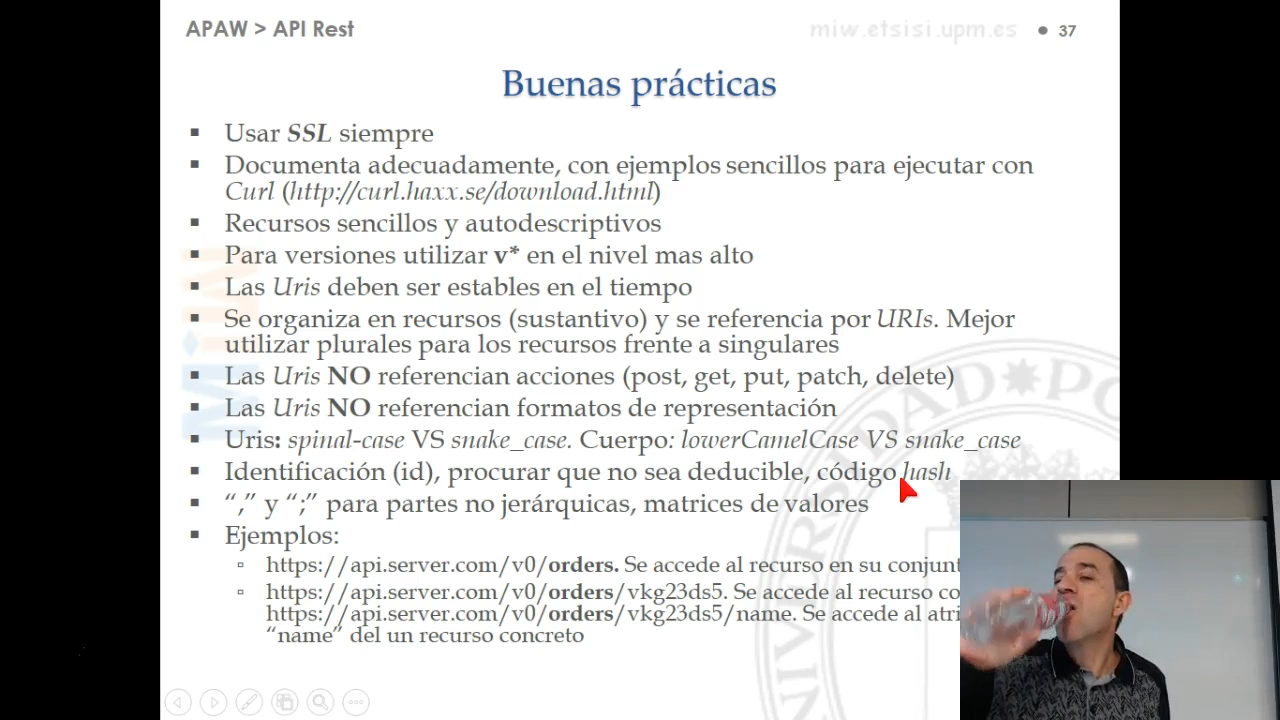 APAW > API Rest
miw.etsisi.upm.es
37
Buenas prácticas
▪ Usar SSL siempre
▪ Documenta adecuadamente, con ejemplos sencillos para ejecutar con
Curl (http://curl.haxx.se/download.html)
▪ Recursos sencillos y autodescriptivos
▪ Para versiones utilizar v* en el nivel mas alto
▪ Las Uris deben ser estables en el tiempo
▪ Se organiza en recursos (sustantivo) y se referencia por URIs. Mejor
utilizar plurales para los recursos frente a singulares
▪ Las Uris NO referencian acciones (post, get, put, patch, delete)
▪ Las Uris NO referencian formatos de representación
▪ Uris: spinal-case VS snake_case. Cuerpo: lowerCamelCase VS snake_case
▪ Identificación (id), procurar que no sea deducible, código hash
▪ “,” y “;” para partes no jerárquicas, matrices de valores
▪ Ejemplos:
▫ https://api.server.com/v0/orders. Se accede al recurso en su conjunt
▫ https://api.server.com/v0/orders/vkg23ds5. Se accede al recurso co
https://api.server.com/v0/orders/vkg23ds5/name. Se accede al atri
“name” del un recurso concreto
MiW
UNIVERSIDAD PO